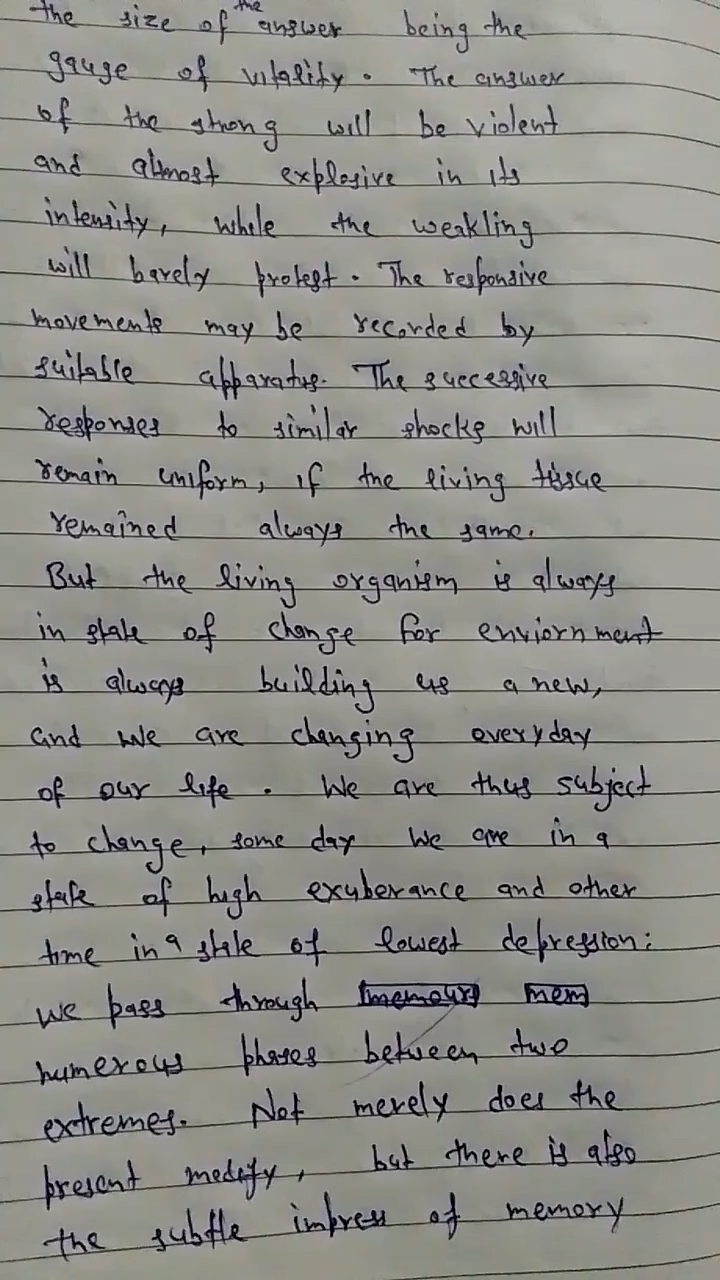 the size of the answer being the
gauge of vitality. The answer
of the strong will be violent
and almost explosive in its
intensity, while the weakling
will barely protest. The responsive
movements may be recorded by
suitable apparatus. The successive
responses to similar shocks will
remain uniform, if the living tissue
remained always the same.
But the living organism is always
in state of change for enviornment
is always building us a new,
and we are changing everyday
of our life. We are thus subject
to change, some day we are in a
state of high exuberance and other
time in a state of lowest depression:
we pass through
numerous phases between two
extremes. Not merely does the
present modify, but there is also
the subtle impress of memory